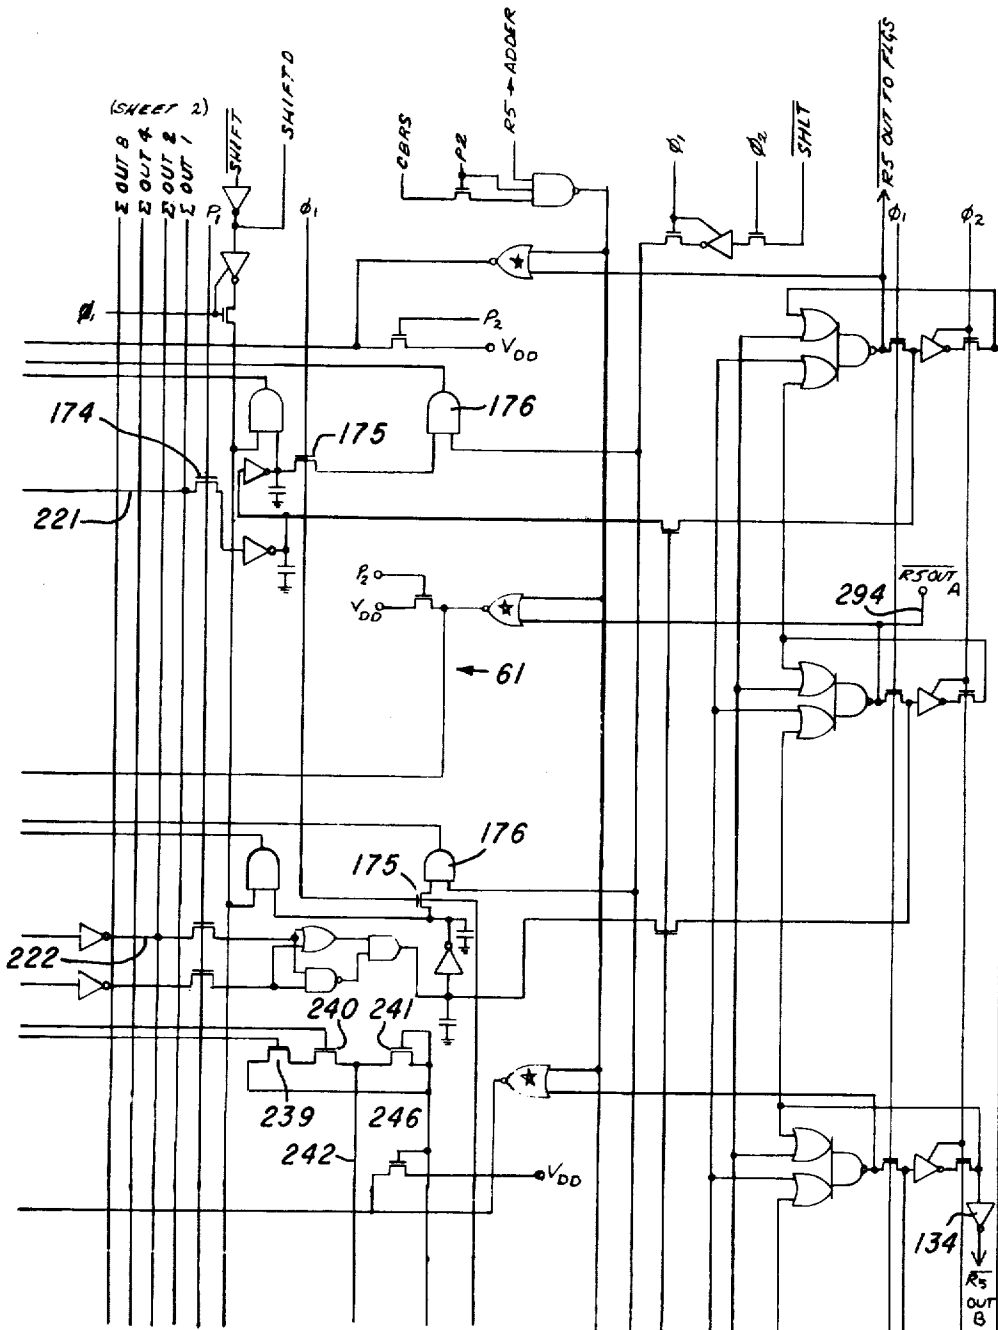 (SHEET 2)
Σ OUT 8
Σ OUT 4
Σ OUT 2
Σ OUT 1
P1
SHIFT
SHIFTD
φ1
CBRS
P2
R5 → ADDER
φ1
φ2
SHLT
R5 OUT TO FLGS
φ1
φ2
φ1
P2
VDD
174
175
176
221
P2
VDD
R5 OUT A
294
61
176
175
222
240
241
239
246
242
VDD
134
R5
OUT
B